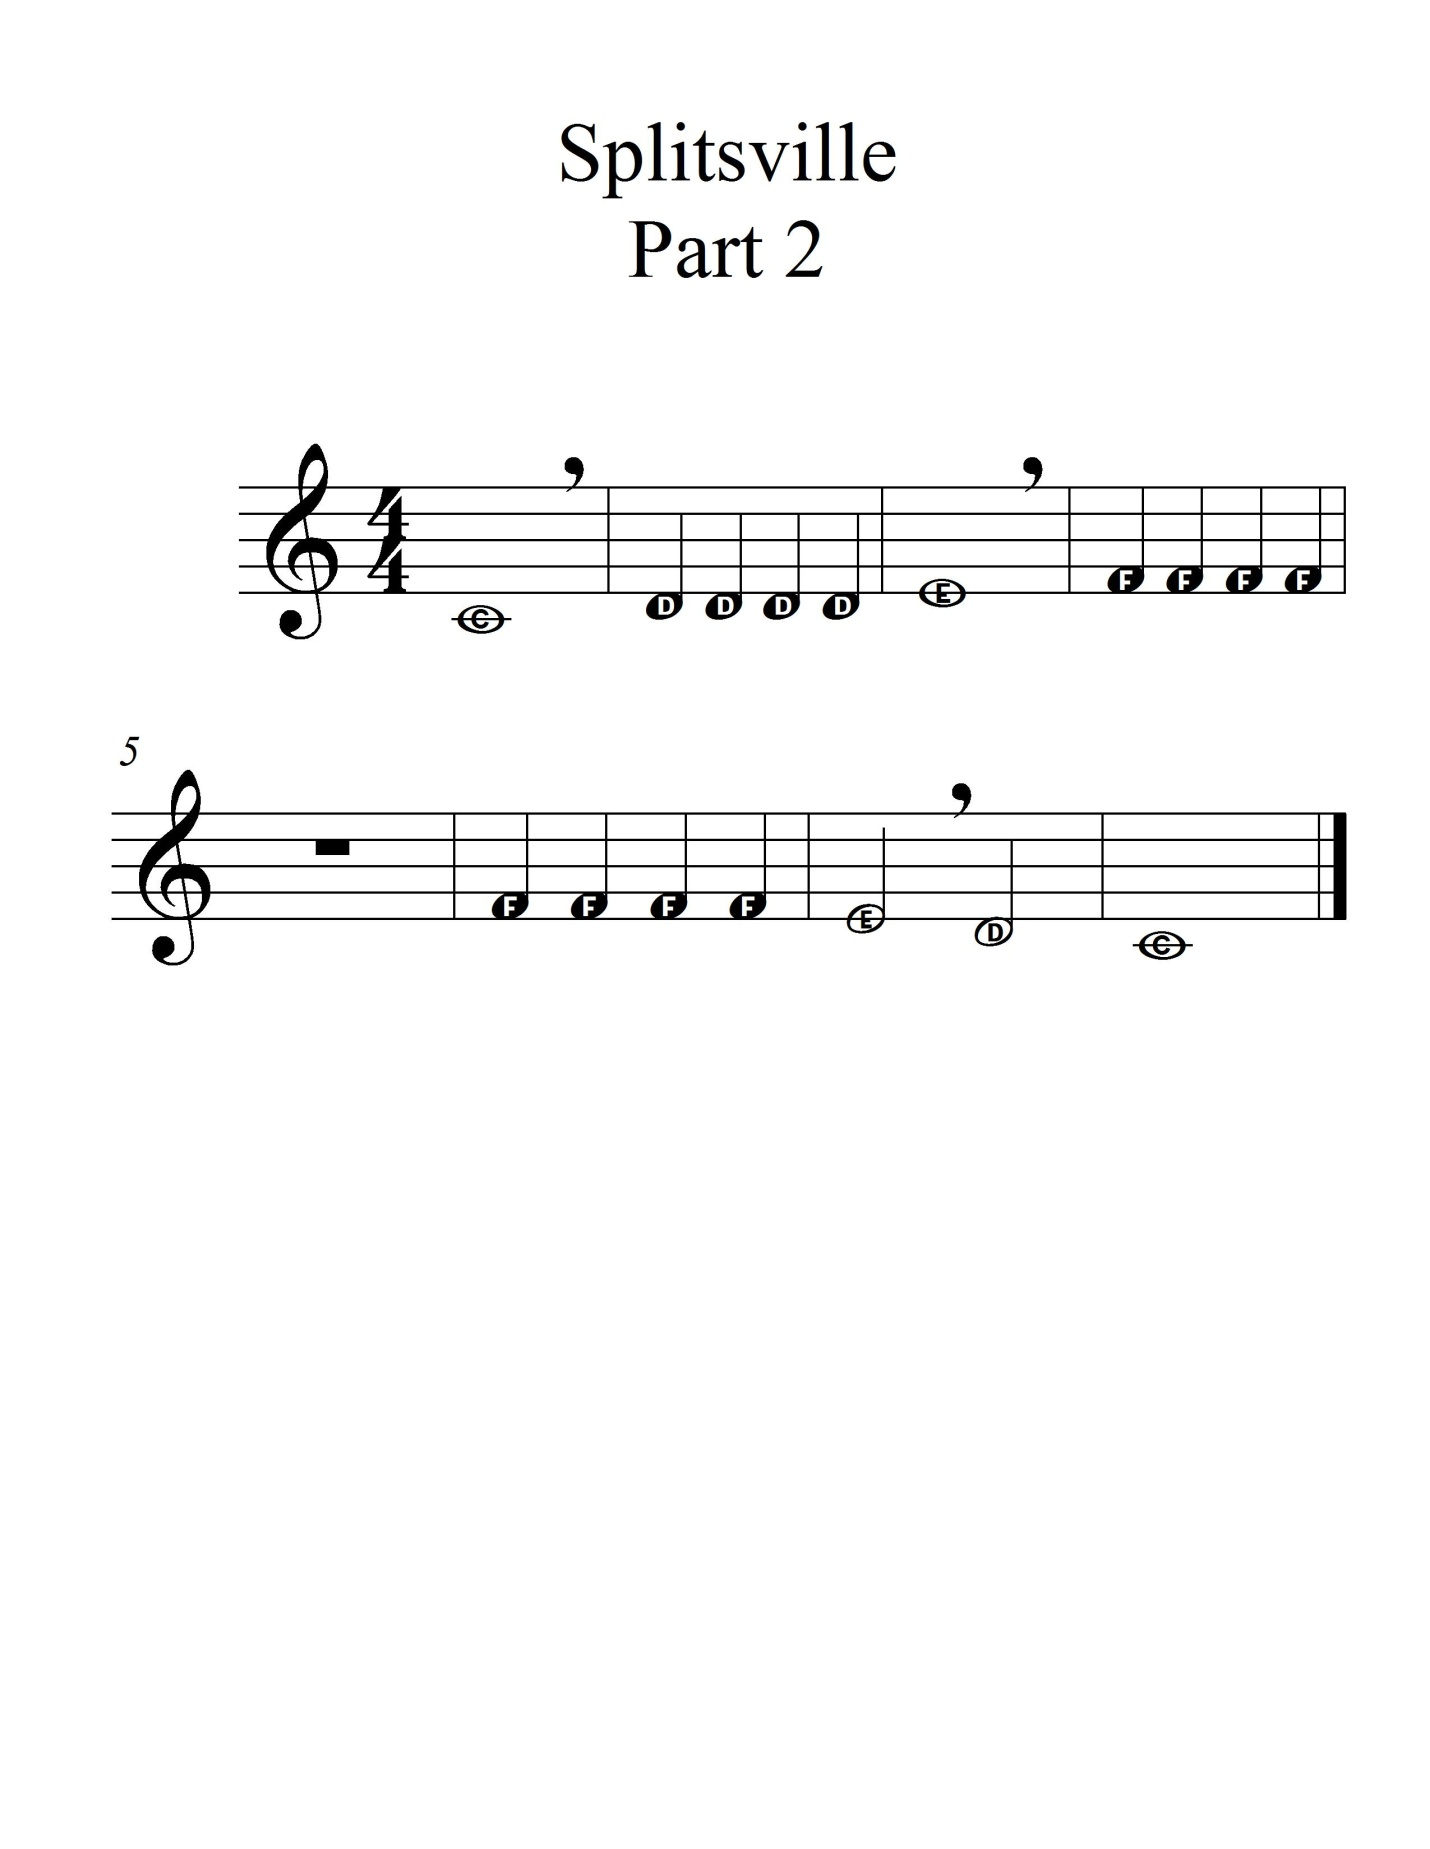 Splitsville
Part 2
4
4
C D D D D E F F F F
5
F F F F E D C